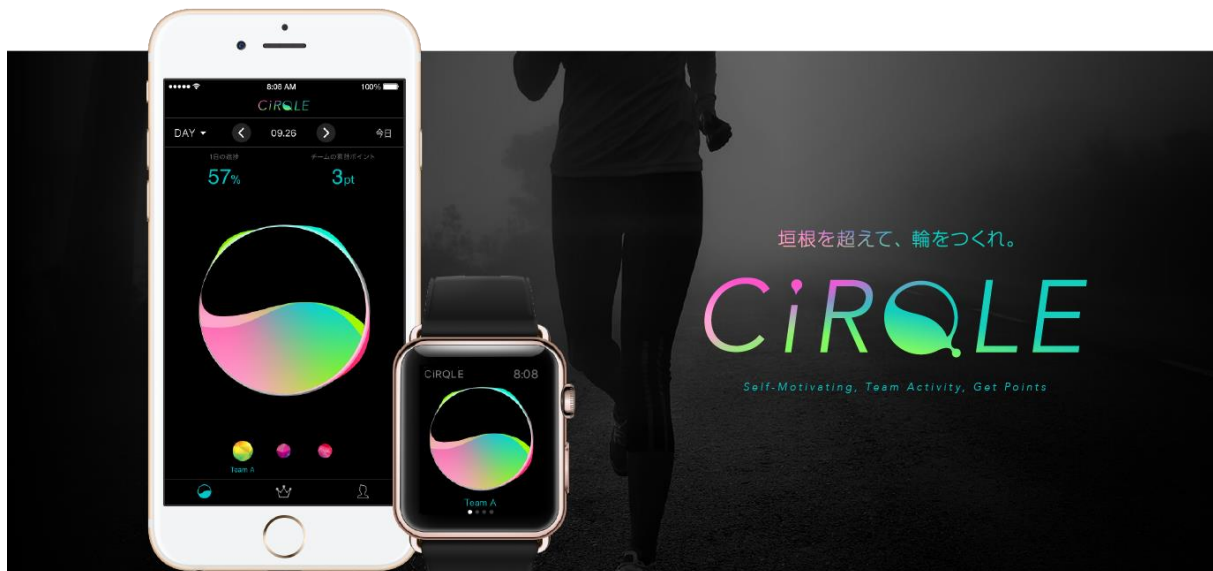 8:08 AM
100%
CiRQLE
DAY
09.26
今日
1日の進捗
チームの累計ポイント
57%
3pt
Team A
CiRQLE
8:08
Team A
垣根を超えて、輪をつくれ。
CiRQLE
Self-Motivating, Team Activity, Get Points